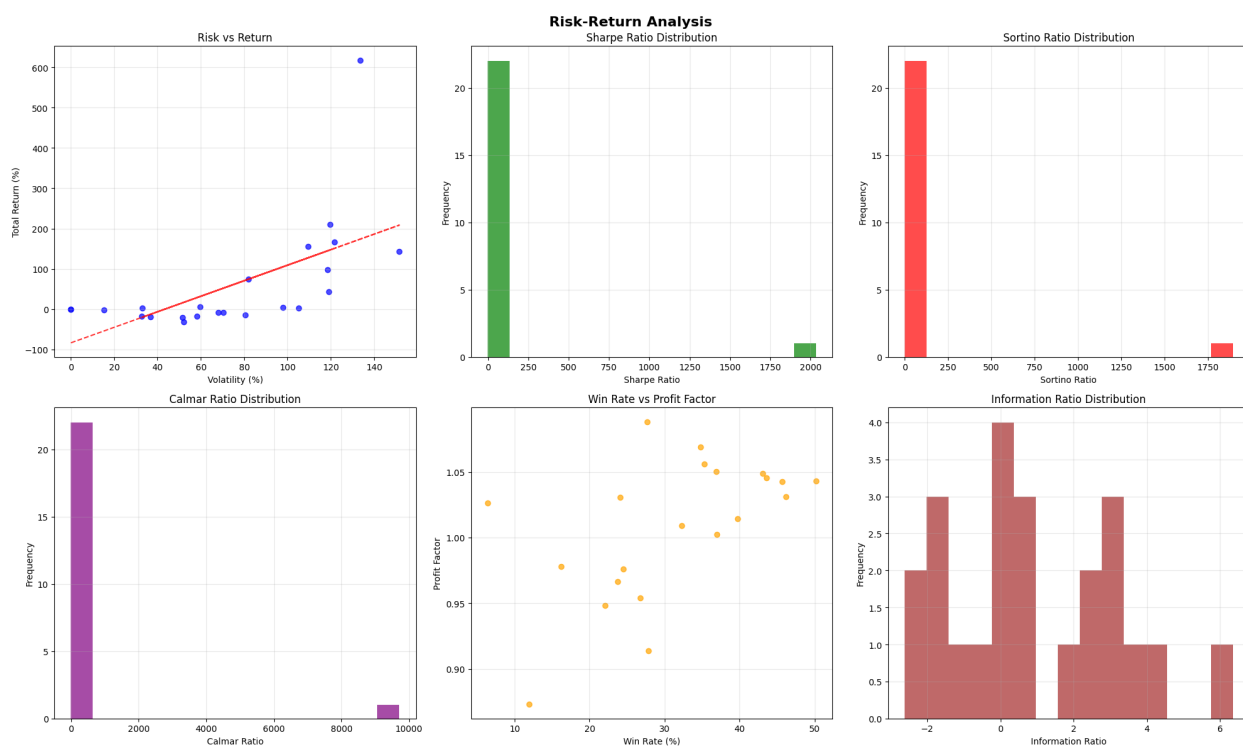 Risk-Return Analysis
Risk vs Return
Total Return (%)
600
500
400
300
200
100
0
−100
0 20 40 60 80 100 120 140
Volatility (%)
Sharpe Ratio Distribution
Frequency
20
15
10
5
0
0 250 500 750 1000 1250 1500 1750 2000
Sharpe Ratio
Sortino Ratio Distribution
Frequency
20
15
10
5
0
0 250 500 750 1000 1250 1500 1750
Sortino Ratio
Calmar Ratio Distribution
Frequency
20
15
10
5
0
0 2000 4000 6000 8000 10000
Calmar Ratio
Win Rate vs Profit Factor
Profit Factor
1.05
1.00
0.95
0.90
10 20 30 40 50
Win Rate (%)
Information Ratio Distribution
Frequency
4.0
3.5
3.0
2.5
2.0
1.5
1.0
0.5
0.0
−2 0 2 4 6
Information Ratio